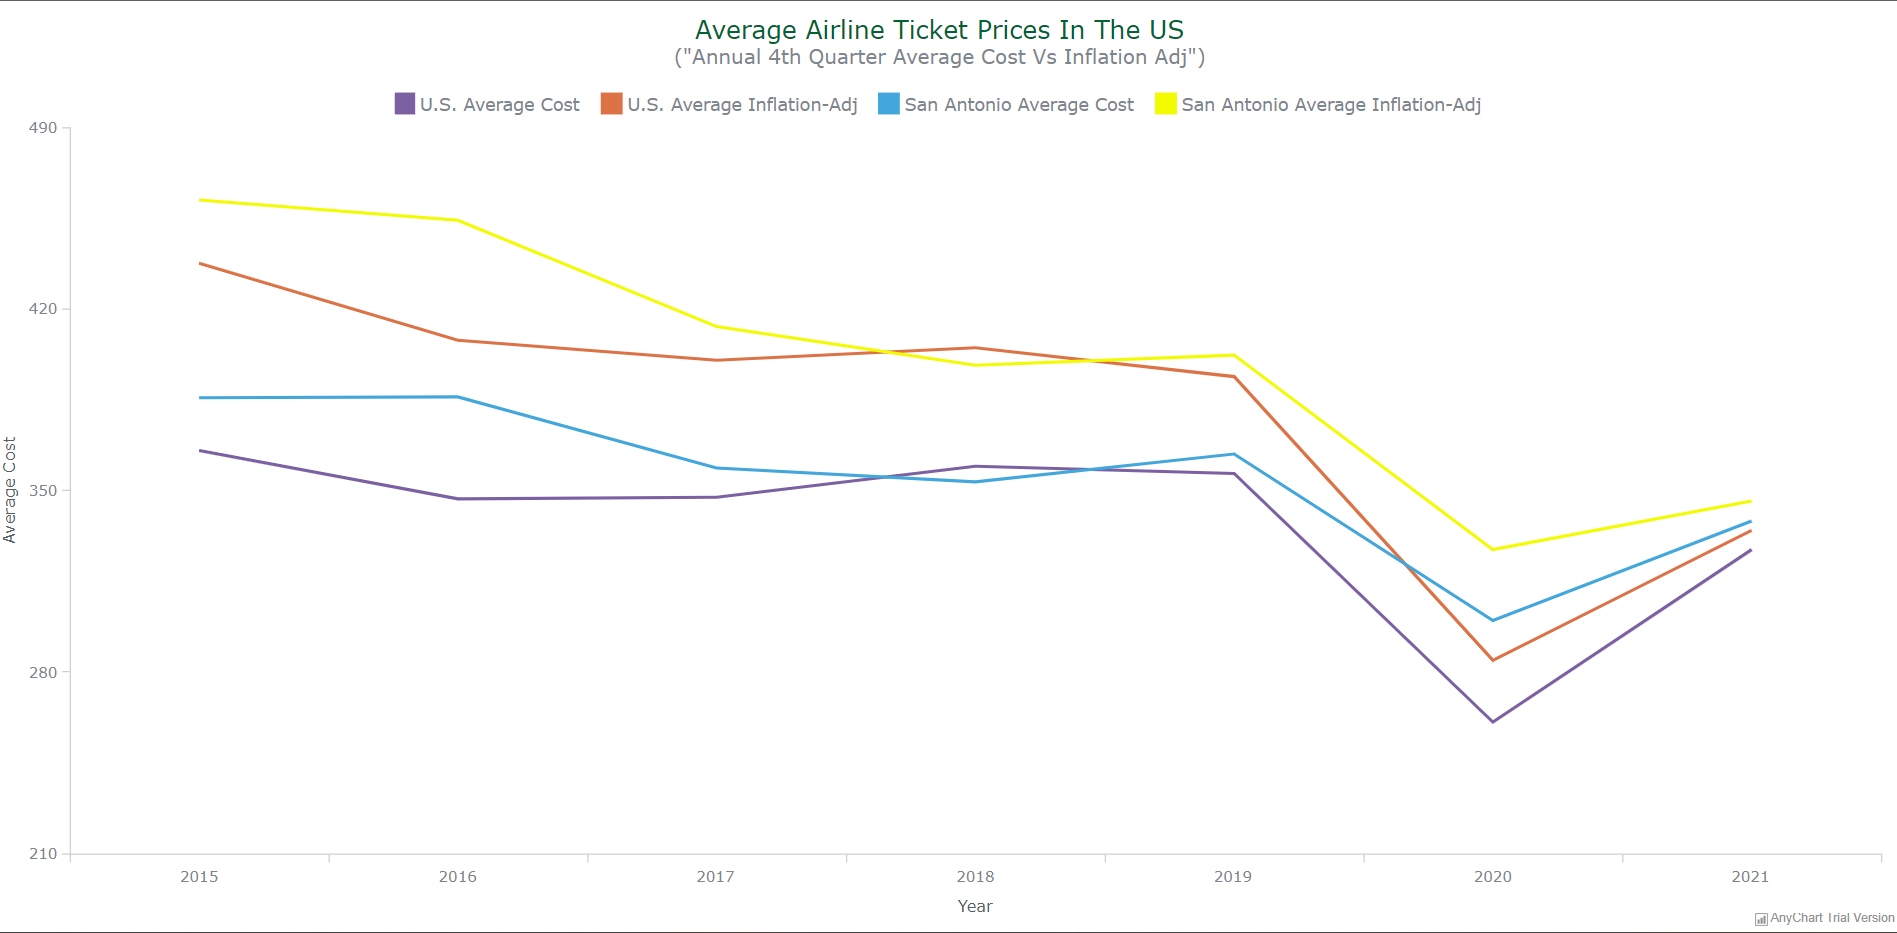 Average Airline Ticket Prices In The US
("Annual 4th Quarter Average Cost Vs Inflation Adj")
U.S. Average Cost U.S. Average Inflation-Adj San Antonio Average Cost San Antonio Average Inflation-Adj
490
420
350
280
210
Average Cost
2015 2016 2017 2018 2019 2020 2021
Year
AnyChart Trial Version